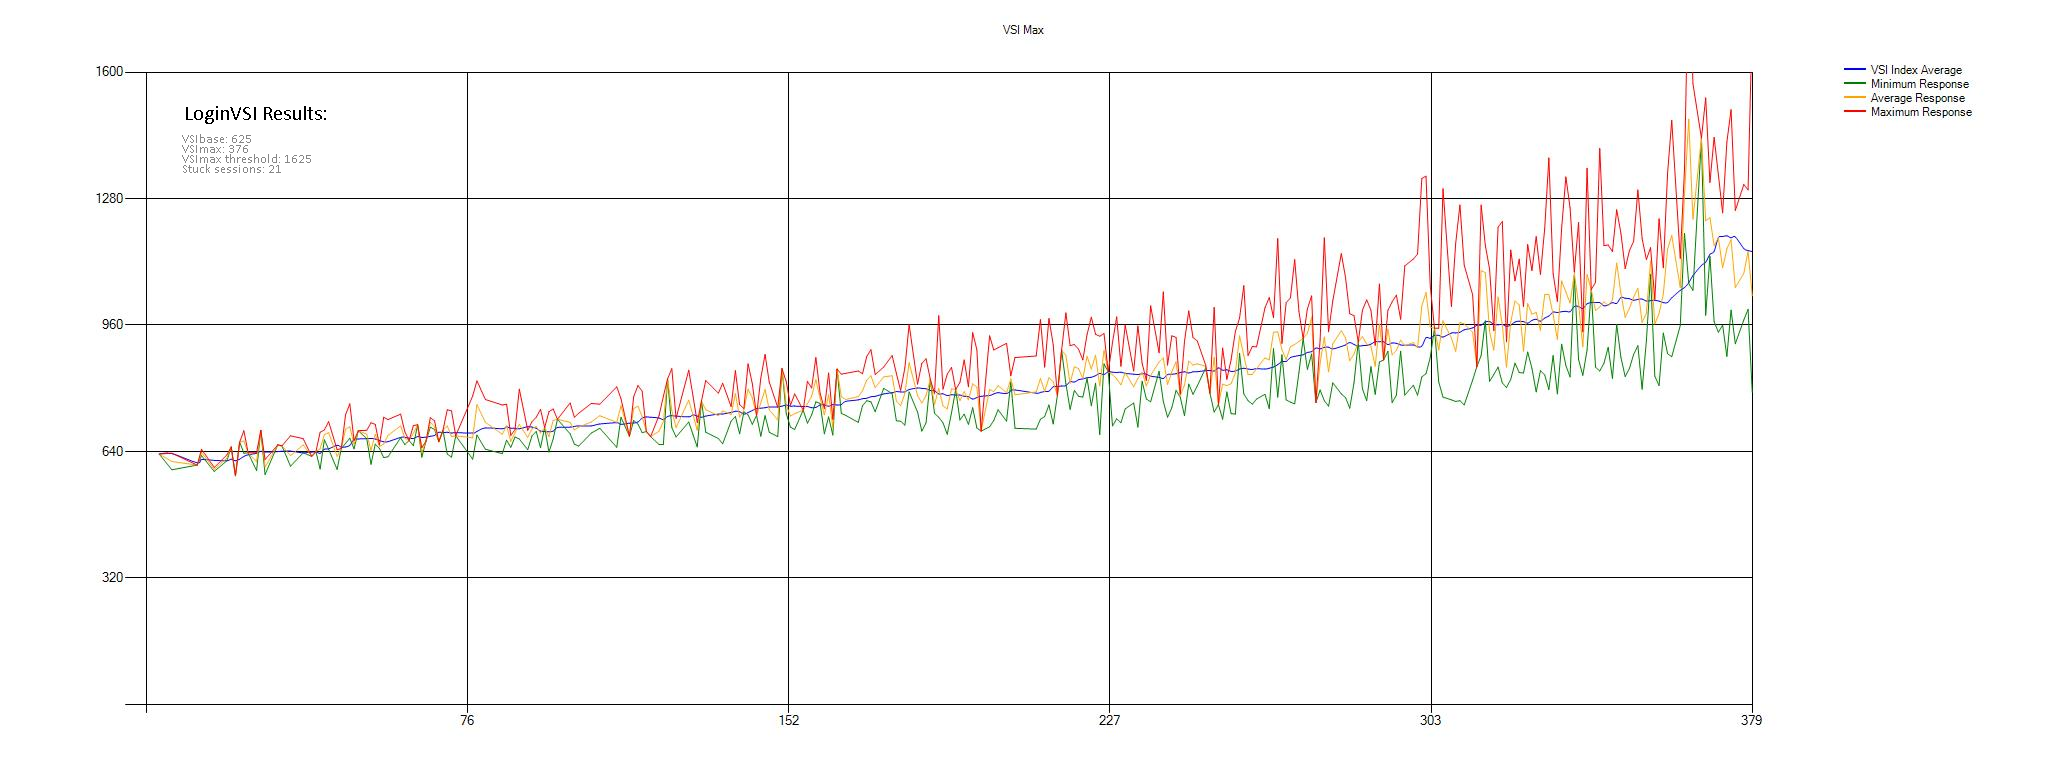 VSI Max
1600
1280
960
640
320
76
152
227
303
379
LoginVSI Results:
VSIbase: 625
VSImax: 376
VSImax threshold: 1625
Stuck sessions: 21
VSI Index Average
Minimum Response
Average Response
Maximum Response